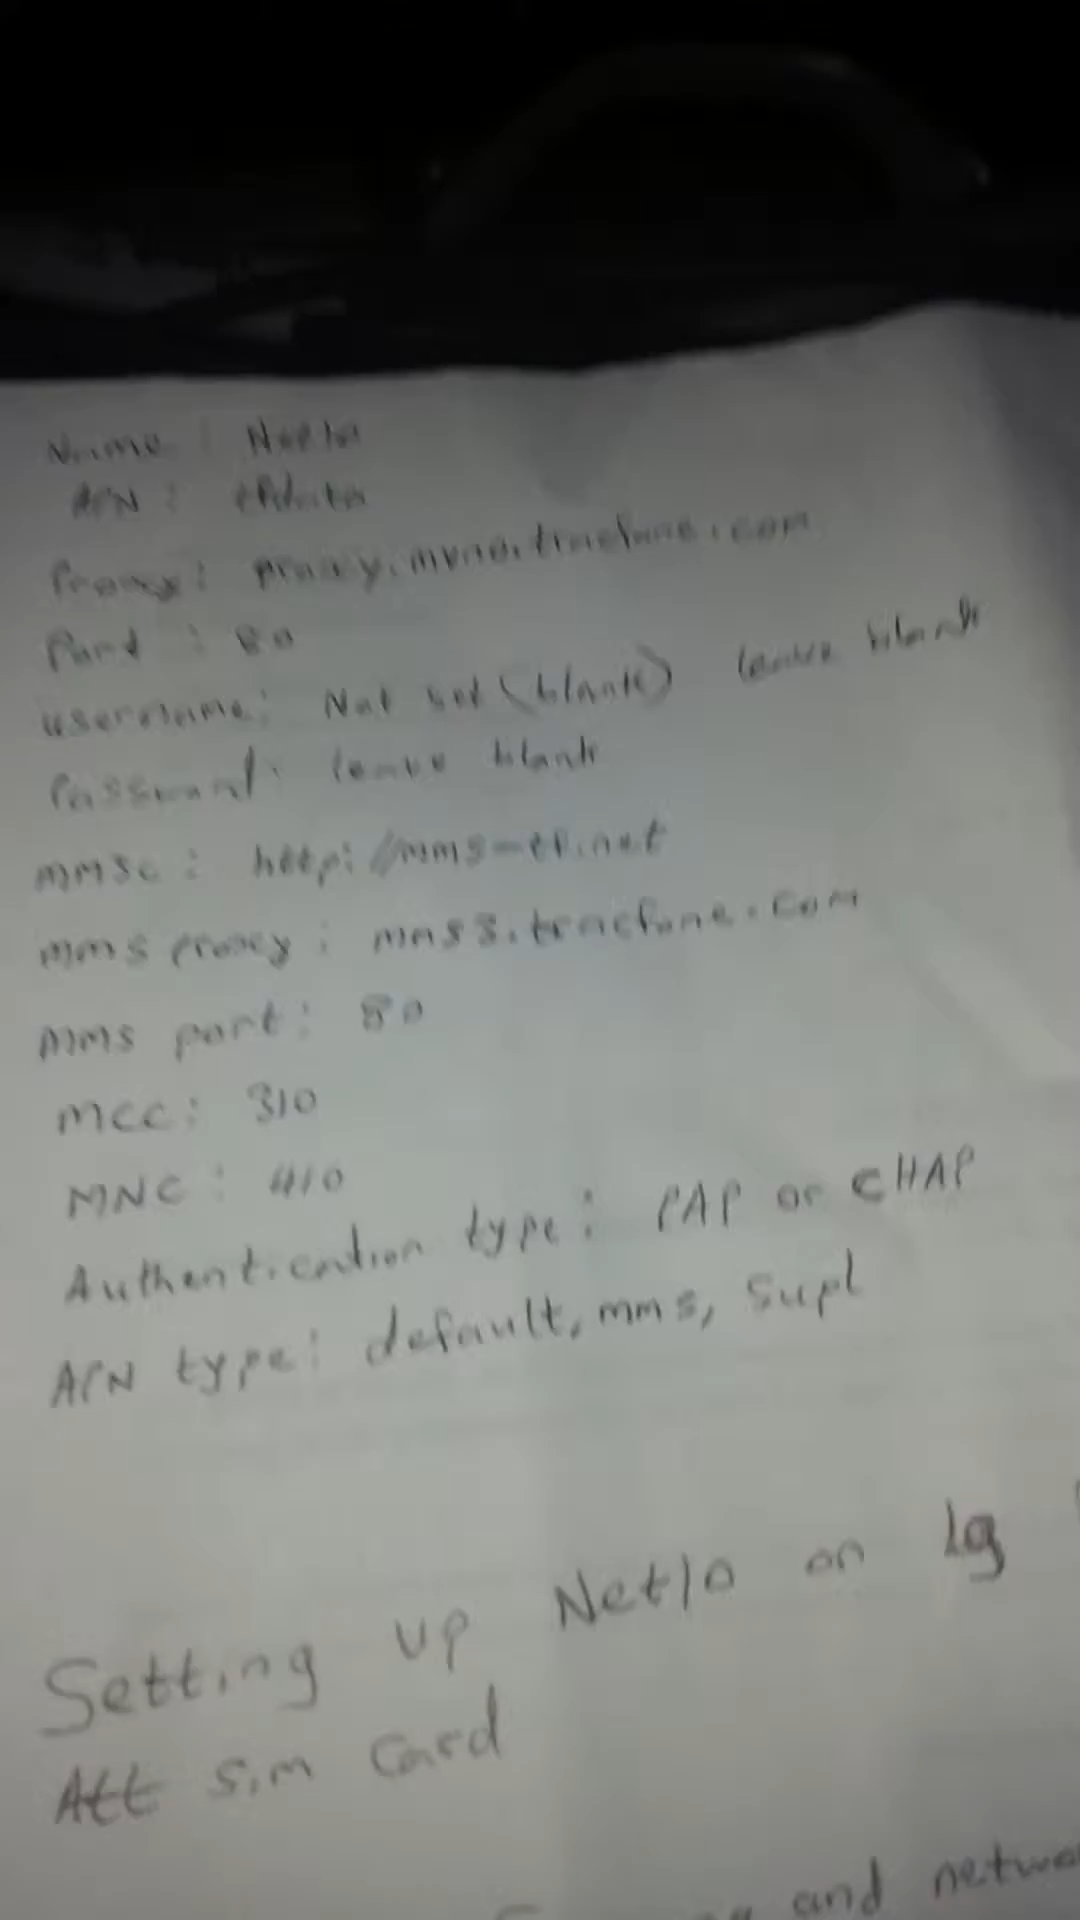 Name : Net10
APN : tfdata
Proxy: proxy.mvno.tracfone.com
Port : 80
username: Not set (blank) leave blank
Password: leave blank
mmsc : http://mms-tf.net
mms proxy : mms3.tracfone.com
mms port: 80
MCC: 310
MNC: 410
Authentication type: PAP or CHAP
APN type: default, mms, supl
Setting up Net10 on lg
Att sim card
and